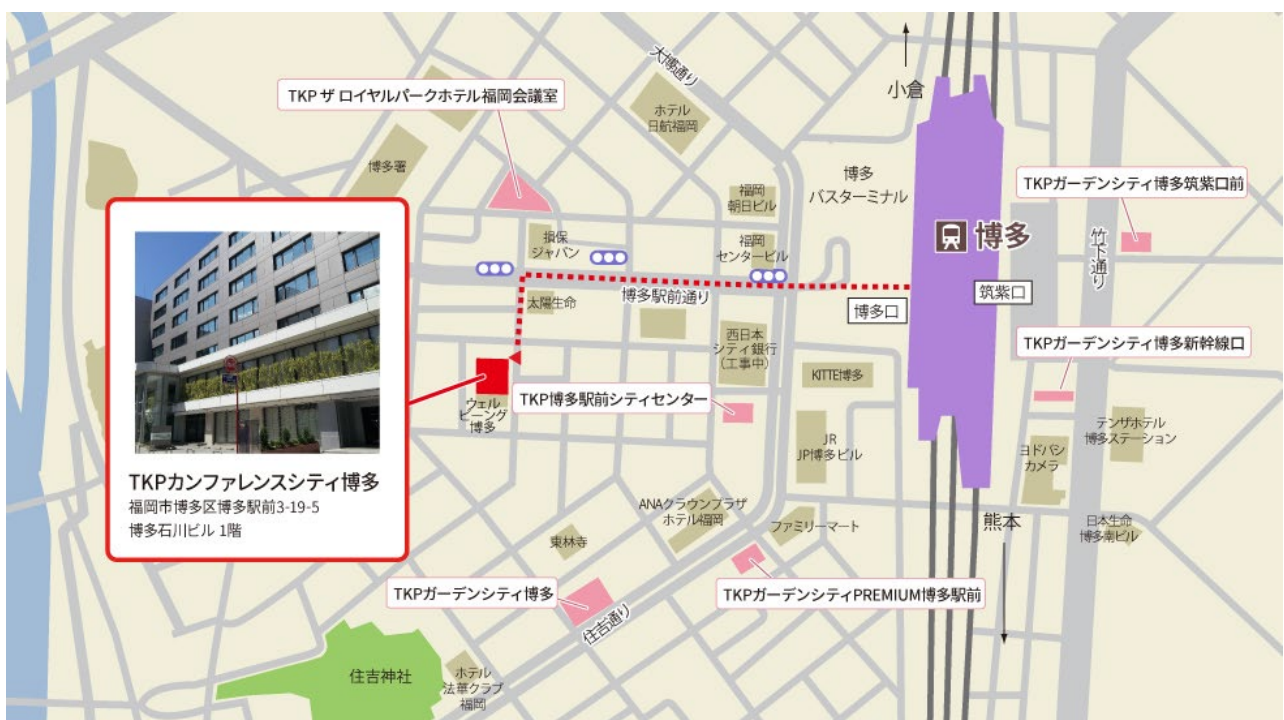 大博通り
小倉
TKP ザ ロイヤルパークホテル福岡会議室
ホテル
日航福岡
博多署
博多
バスターミナル
福岡
朝日ビル
TKPガーデンシティ博多筑紫口前
損保
ジャパン
福岡
センタービル
博多
竹下通り
博多駅前通り
筑紫口
博多口
太陽生命
西日本
シティ銀行
(工事中)
TKPガーデンシティ博多新幹線口
KITTE博多
TKP博多駅前シティセンター
ウェル
ビーング
博多
JR
JP博多ビル
ヨドバシ
カメラ
テンザホテル
博多ステーション
TKPカンファレンスシティ博多
福岡市博多区博多駅前3-19-5
博多石川ビル 1階
ANAクラウンプラザ
ホテル福岡
ファミリーマート
熊本
日本生命
博多南ビル
東林寺
TKPガーデンシティ博多
TKPガーデンシティPREMIUM博多駅前
住吉通り
住吉神社
ホテル
法華クラブ
福岡